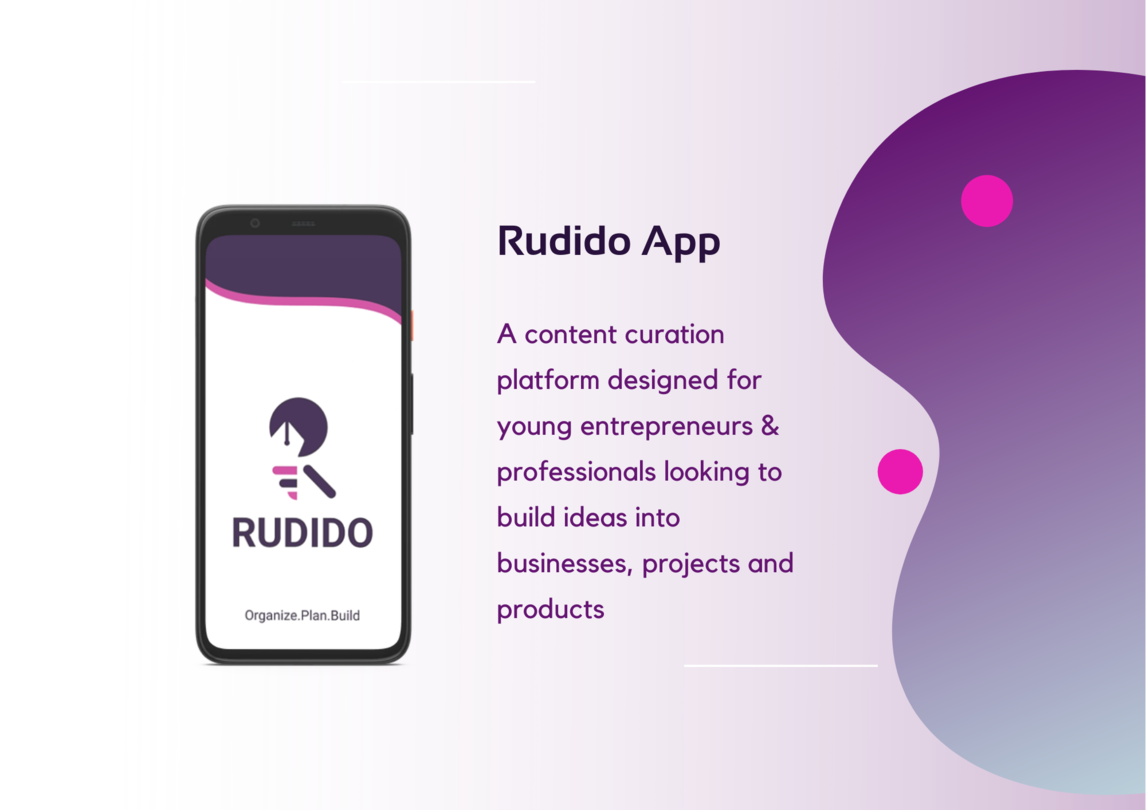 Rudido App
A content curation
platform designed for
young entrepreneurs &
professionals looking to
build ideas into
businesses, projects and
products
RUDIDO
Organize.Plan.Build